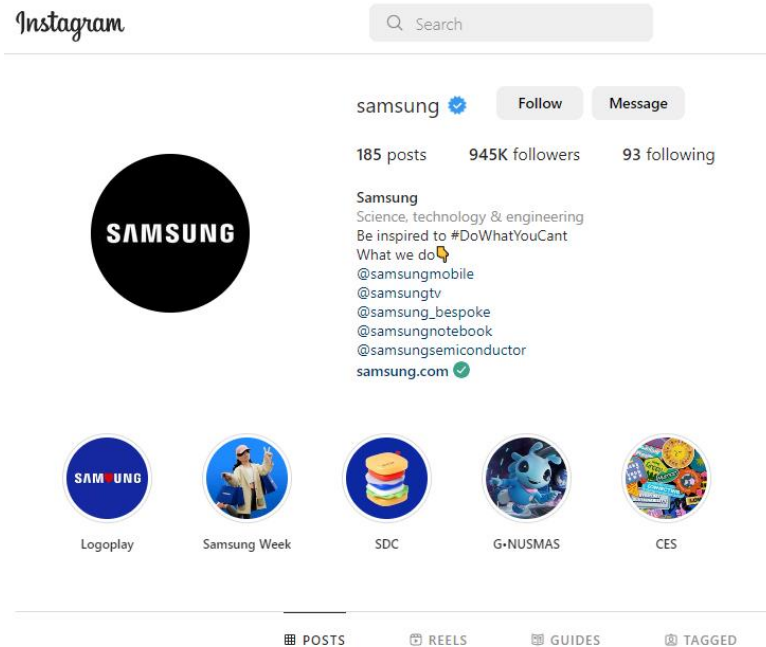 Instagram
Search
samsung Follow Message
185 posts 945K followers 93 following
Samsung
Science, technology & engineering
Be inspired to #DoWhatYouCant
What we do👇
@samsungmobile
@samsungtv
@samsung_bespoke
@samsungnotebook
@samsungsemiconductor
samsung.com
SAMSUNG
SAM♥UNG
Logoplay Samsung Week SDC G•NUSMAS CES
POSTS REELS GUIDES TAGGED